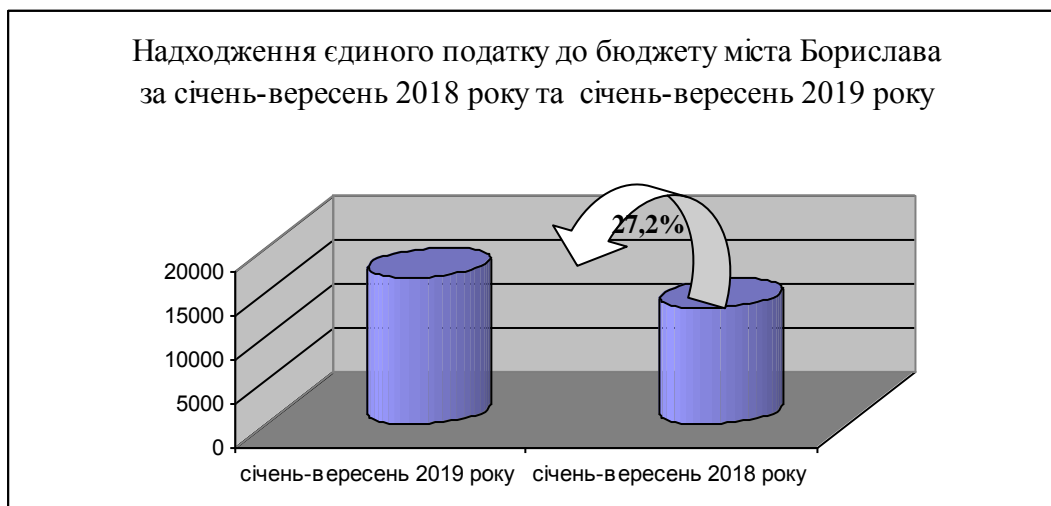 Надходження єдиного податку до бюджету міста Борислава
за січень-вересень 2018 року та січень-вересень 2019 року
27,2%
20000
15000
10000
5000
0
січень-вересень 2019 року січень-вересень 2018 року